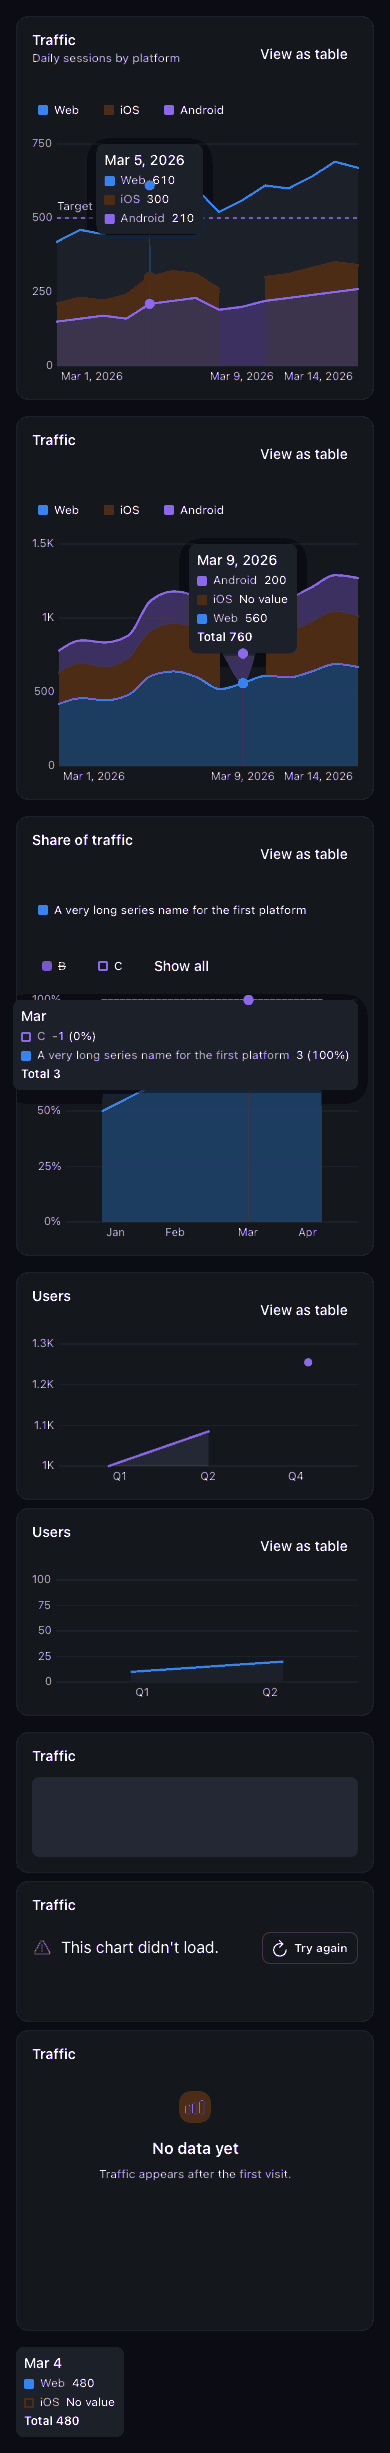 Traffic
Daily sessions by platform
View as table
Web
iOS
Android
750
Mar 5, 2026
Web 610
iOS 300
Android 210
Target
500
250
0
Mar 1, 2026
Mar 9, 2026
Mar 14, 2026
Traffic
View as table
Web
iOS
Android
1.5K
Mar 9, 2026
Android 200
iOS No value
Web 560
Total 760
1K
500
0
Mar 1, 2026
Mar 9, 2026
Mar 14, 2026
Share of traffic
View as table
A very long series name for the first platform
B
C
Show all
100%
Mar
C -1 (0%)
A very long series name for the first platform 3 (100%)
Total 3
50%
25%
0%
Jan
Feb
Mar
Apr
Users
View as table
1.3K
1.2K
1.1K
1K
Q1
Q2
Q4
Users
View as table
100
75
50
25
0
Q1
Q2
Traffic
Traffic
This chart didn't load.
Try again
Traffic
No data yet
Traffic appears after the first visit.
Mar 4
Web 480
iOS No value
Total 480